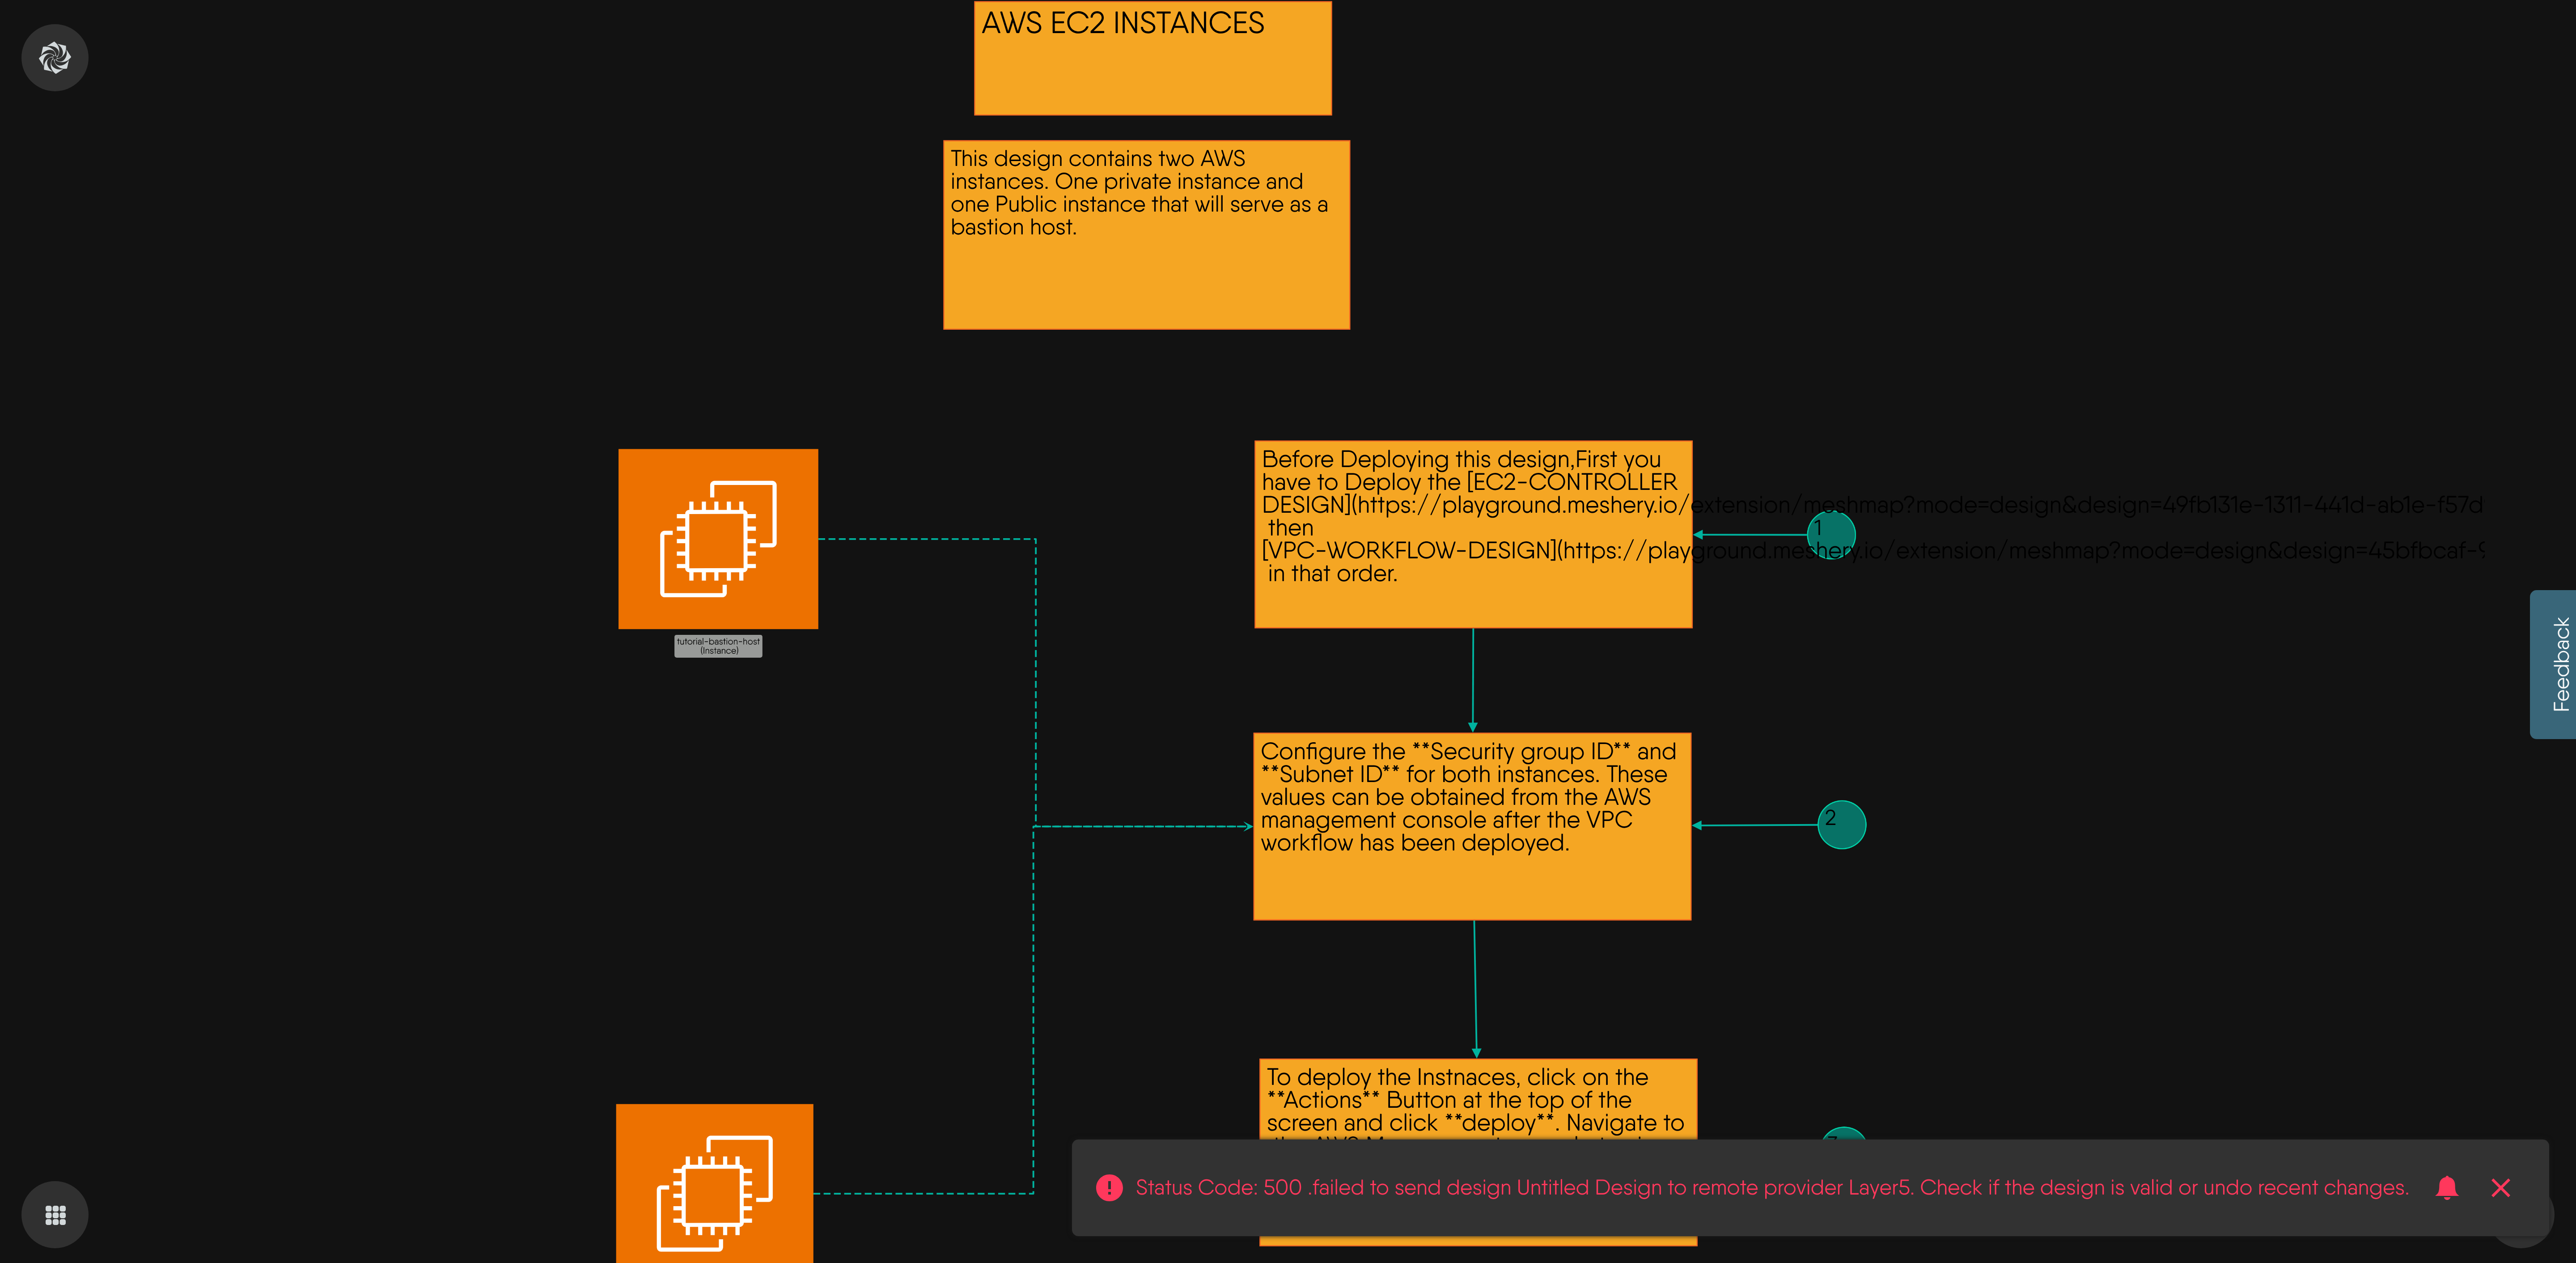 AWS EC2 INSTANCES
This design contains two AWS
instances. One private instance and
one Public instance that will serve as a
bastion host.
Before Deploying this design,First you
have to Deploy the [EC2-CONTROLLER
DESIGN](https://playground.meshery.io/extension/meshmap?mode=design&design=49fb131e-1311-441d-ab1e-f57d
then
[VPC-WORKFLOW-DESIGN](https://playground.meshery.io/extension/meshmap?mode=design&design=45bfbcaf-9
in that order.
1
tutorial-bastion-host
(Instance)
Feedback
Configure the **Security group ID** and
**Subnet ID** for both instances. These
values can be obtained from the AWS
management console after the VPC
workflow has been deployed.
2
To deploy the Instnaces, click on the
**Actions** Button at the top of the
screen and click **deploy**. Navigate to
Status Code: 500 .failed to send design Untitled Design to remote provider Layer5. Check if the design is valid or undo recent changes.